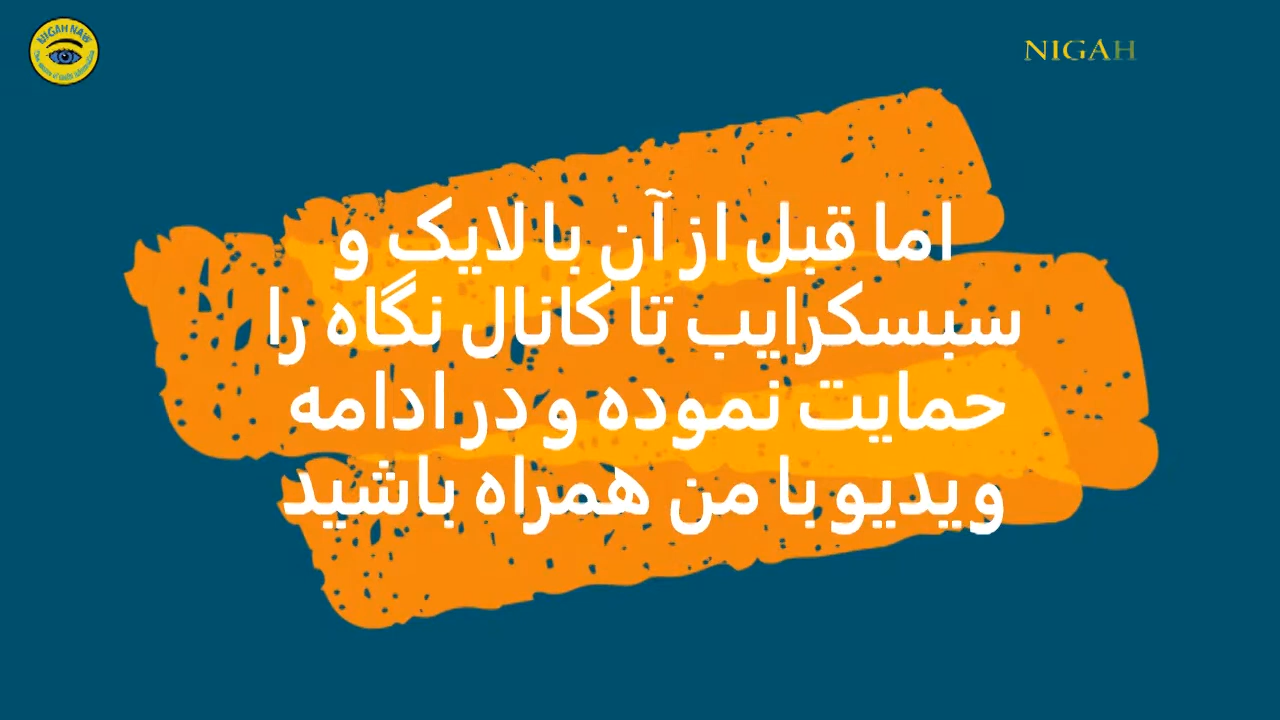 NIGAH NAW
NIGAH
اما قبل از آن با لایک و
سبسکرایب تا کانال نگاه را
حمایت نموده و در ادامه
ویدیو با من همراه باشید